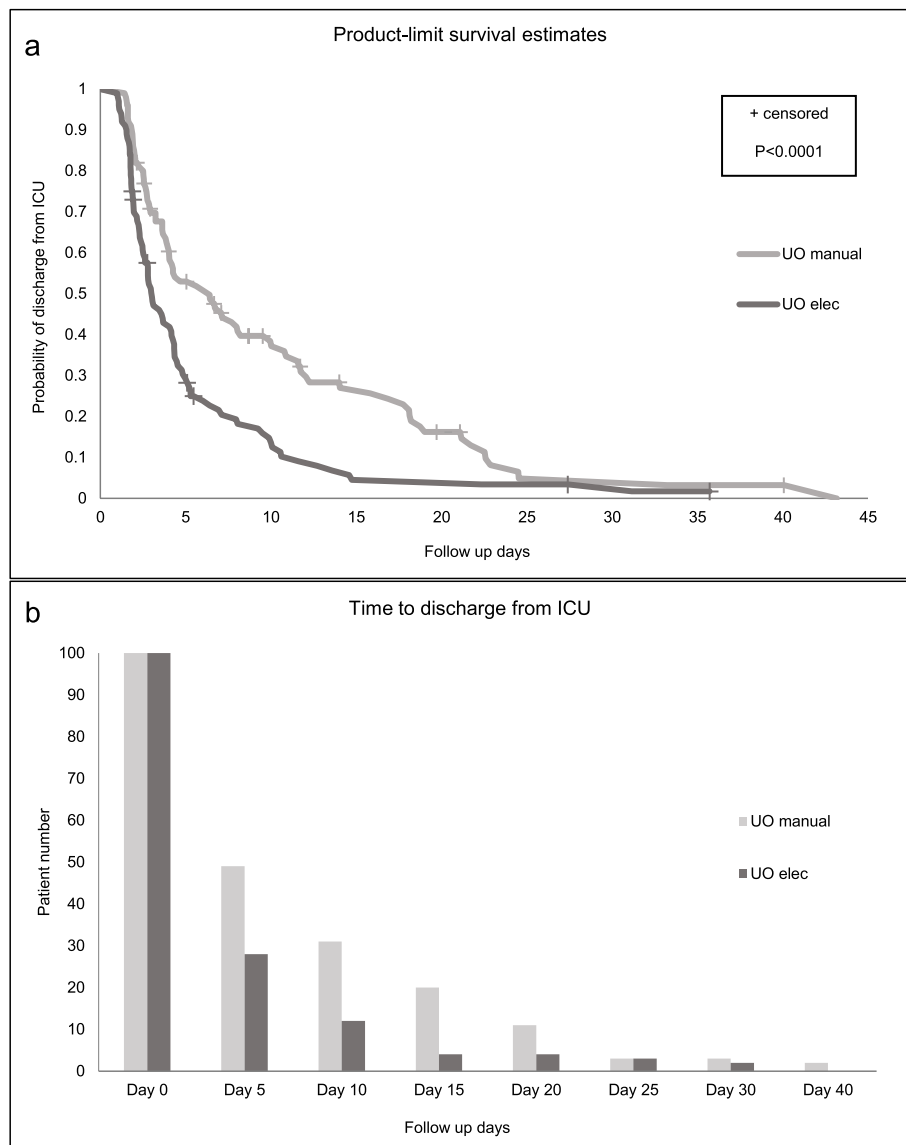 a
Product-limit survival estimates
Probability of discharge from ICU
1
0.9
0.8
0.7
0.6
0.5
0.4
0.3
0.2
0.1
0
0 5 10 15 20 25 30 35 40 45
Follow up days
+ censored
P<0.0001
UO manual
UO elec
b
Time to discharge from ICU
Patient number
100
90
80
70
60
50
40
30
20
10
0
Day 0 Day 5 Day 10 Day 15 Day 20 Day 25 Day 30 Day 40
Follow up days
UO manual
UO elec